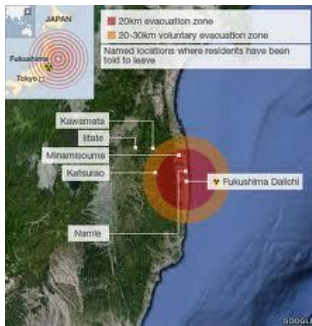 JAPAN
Fukushima
Tokyo
20km evacuation zone
20-30km voluntary evacuation zone
Named locations where residents have been
told to leave
Kawamata
Iitate
Minamisouma
Katsurao
Fukushima Daiichi
Namie
GOOGLE